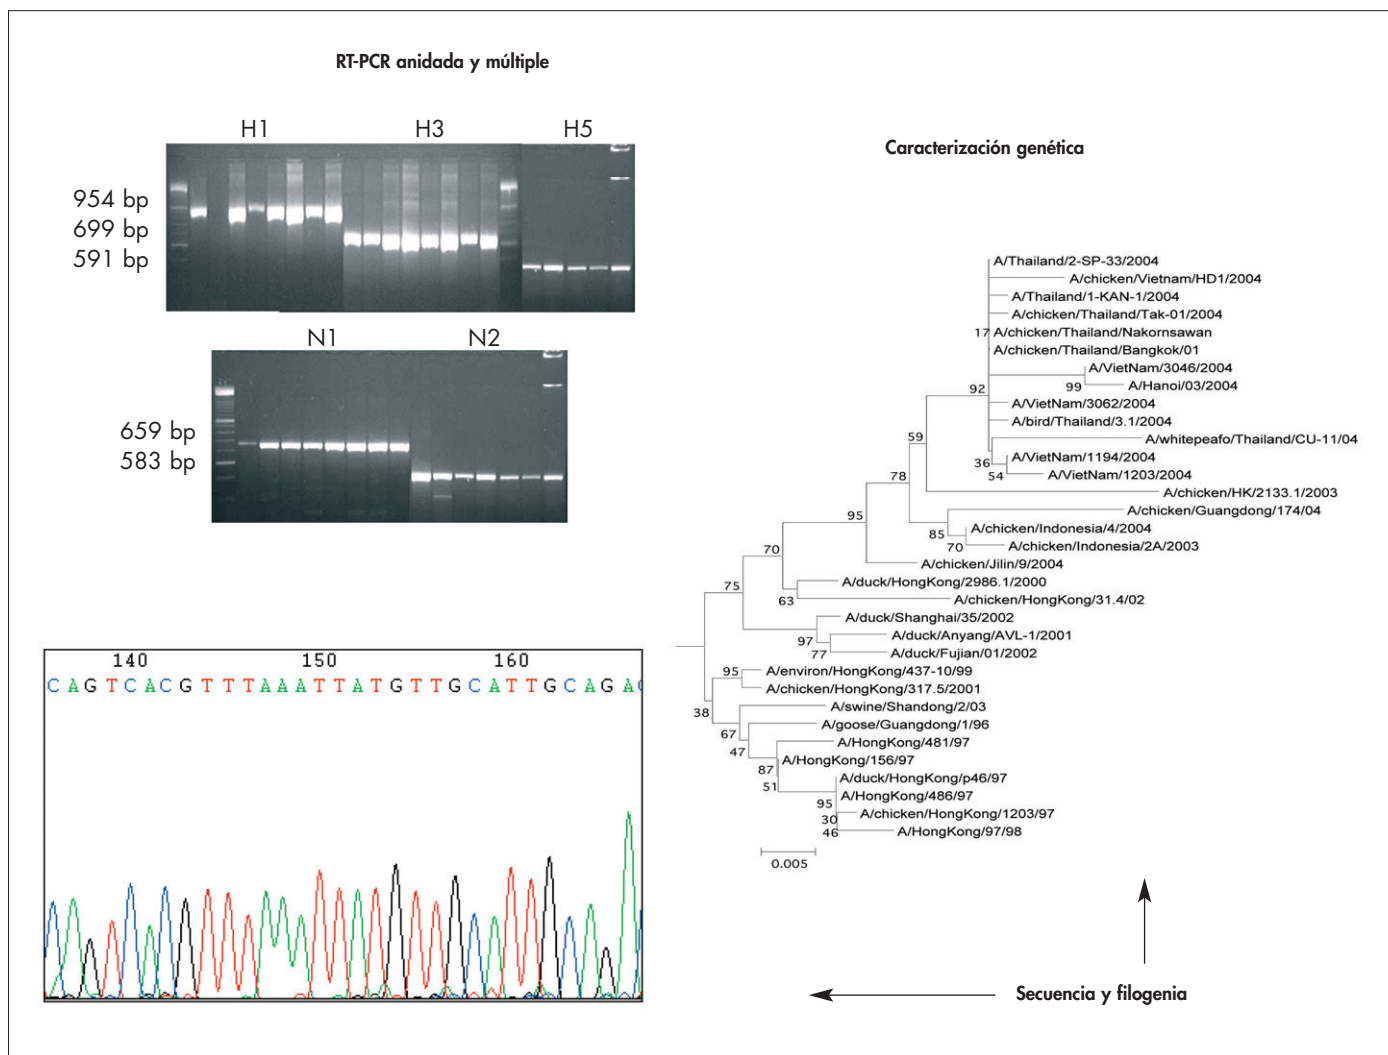 RT-PCR anidada y múltiple
H1 H3 H5
954 bp
699 bp
591 bp
N1 N2
659 bp
583 bp
140 150 160
CAGTCACGTTTAAATTATGTTGCATTGCAGAC
Caracterización genética
A/Thailand/2-SP-33/2004
A/chicken/Vietnam/HD1/2004
A/Thailand/1-KAN-1/2004
A/chicken/Thailand/Tak-01/2004
17 A/chicken/Thailand/Nakornsawan
A/chicken/Thailand/Bangkok/01
A/VietNam/3046/2004
99 A/Hanoi/03/2004
92
A/VietNam/3062/2004
A/bird/Thailand/3.1/2004
59 A/whitepeafo/Thailand/CU-11/04
A/VietNam/1194/2004
36
54 A/VietNam/1203/2004
78
A/chicken/HK/2133.1/2003
A/chicken/Guangdong/174/04
95
A/chicken/Indonesia/4/2004
85
70 A/chicken/Indonesia/2A/2003
70
A/chicken/Jilin/9/2004
75 A/duck/HongKong/2986.1/2000
63 A/chicken/HongKong/31.4/02
A/duck/Shanghai/35/2002
97 A/duck/Anyang/AVL-1/2001
77 A/duck/Fujian/01/2002
95 A/environ/HongKong/437-10/99
A/chicken/HongKong/317.5/2001
38 A/swine/Shandong/2/03
A/goose/Guangdong/1/96
67
A/HongKong/481/97
47
A/HongKong/156/97
87
A/duck/HongKong/p46/97
51
A/HongKong/486/97
95
A/chicken/HongKong/1203/97
30
46 A/HongKong/97/98
0.005
Secuencia y filogenia